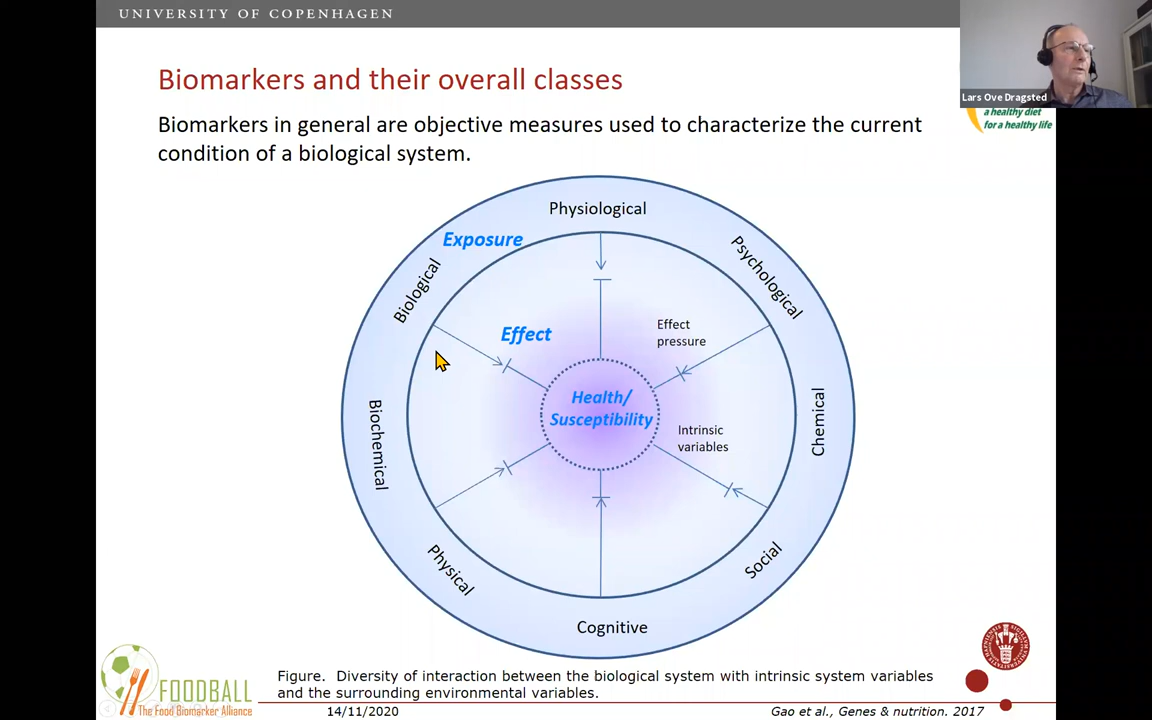 UNIVERSITY OF COPENHAGEN
Lars Ove Dragsted
a healthy diet
for a healthy life
Biomarkers and their overall classes
Biomarkers in general are objective measures used to characterize the current
condition of a biological system.
Physiological
Exposure
Psychological
Biological
Effect
Effect
pressure
Health/
Susceptibility
Biochemical
Chemical
Intrinsic
variables
Physical
Social
Cognitive
FOODBALL
The Food Biomarker Alliance
Figure. Diversity of interaction between the biological system with intrinsic system variables
and the surrounding environmental variables.
14/11/2020
Gao et al., Genes & nutrition. 2017